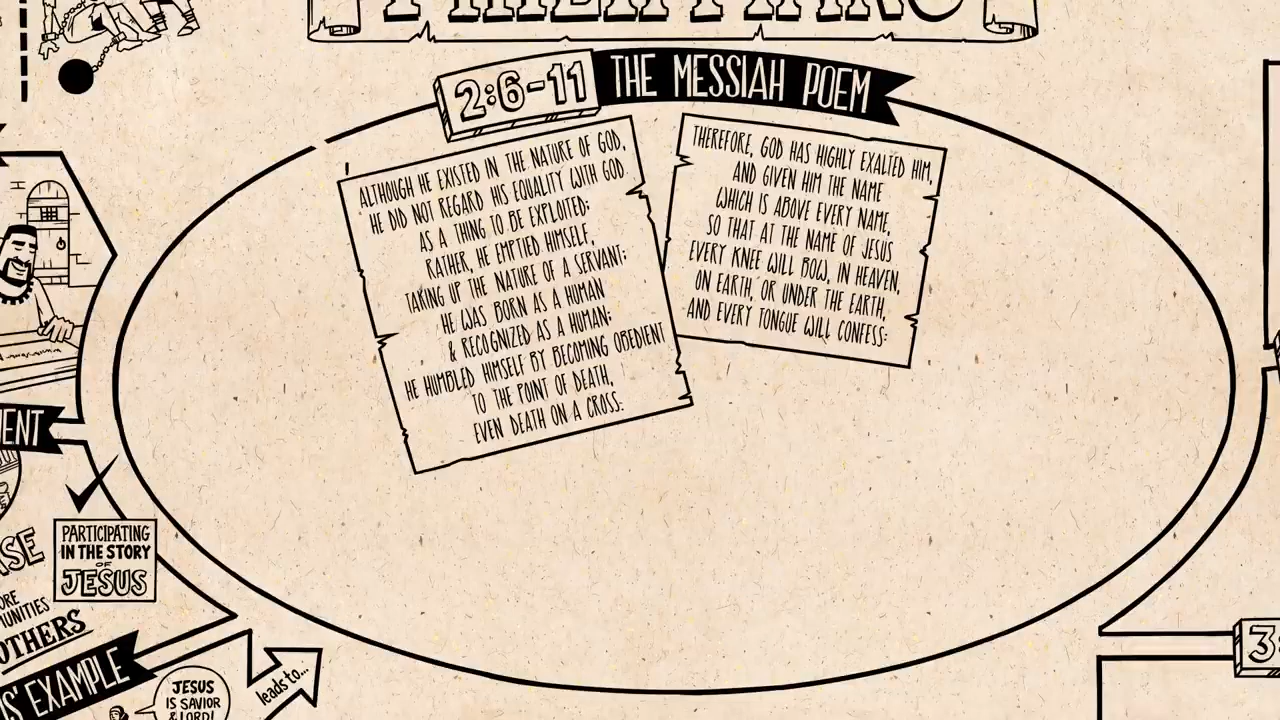 2:6-11 THE MESSIAH POEM
ALTHOUGH HE EXISTED IN THE NATURE OF GOD,
HE DID NOT REGARD HIS EQUALITY WITH GOD
AS A THING TO BE EXPLOITED;
RATHER, HE EMPTIED HIMSELF,
TAKING UP THE NATURE OF A SERVANT;
HE WAS BORN AS A HUMAN
& RECOGNIZED AS A HUMAN;
HE HUMBLED HIMSELF BY BECOMING OBEDIENT
TO THE POINT OF DEATH,
EVEN DEATH ON A CROSS.
THEREFORE, GOD HAS HIGHLY EXALTED HIM,
AND GIVEN HIM THE NAME
WHICH IS ABOVE EVERY NAME,
SO THAT AT THE NAME OF JESUS
EVERY KNEE WILL BOW, IN HEAVEN,
ON EARTH, OR UNDER THE EARTH,
AND EVERY TONGUE WILL CONFESS:
PARTICIPATING
IN THE STORY
OF
JESUS
OTHERS
EXAMPLE
JESUS
IS SAVIOR
& LORD!
leads to...
3: